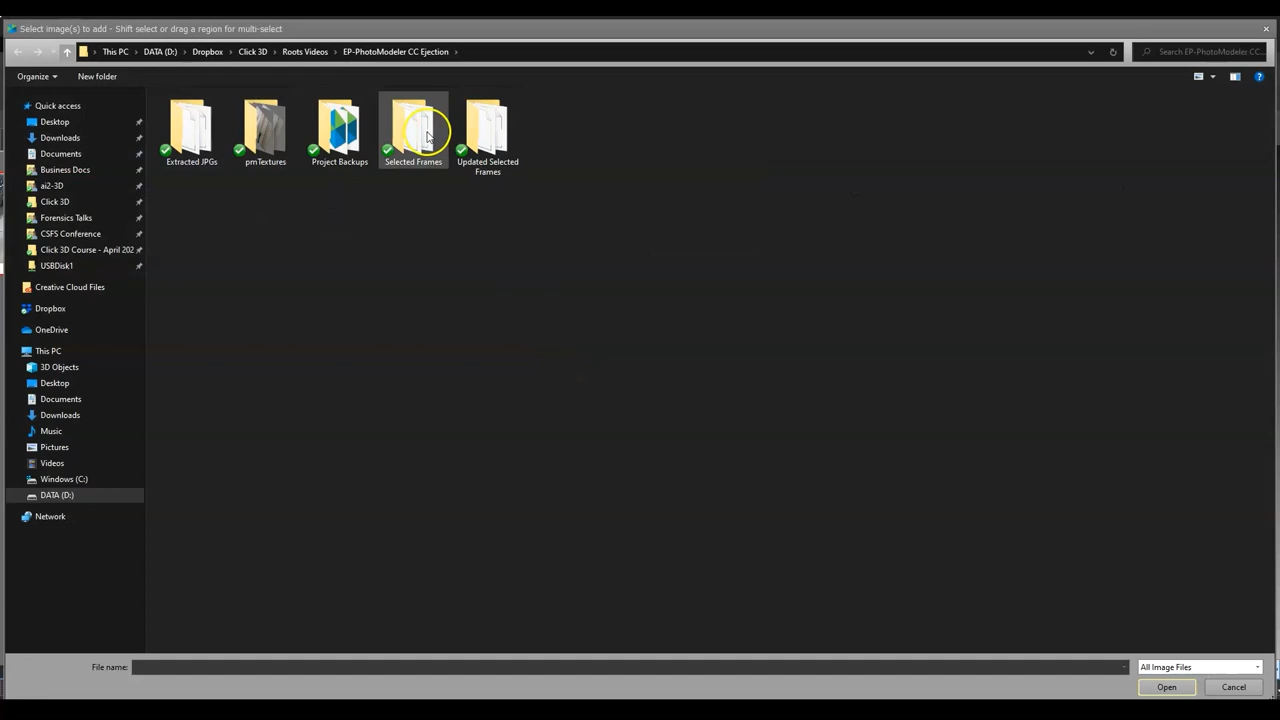 Select image(s) to add - Shift select or drag a region for multi-select
This PC > DATA (D:) > Dropbox > Click 3D > Roots Videos > EP-PhotoModeler CC Ejection >
Search EP-PhotoModeler CC...
Organize
New folder
Quick access
Desktop
Downloads
Documents
Business Docs
ai2-3D
Click 3D
Forensics Talks
CSFS Conference
Click 3D Course - April 202
USBDisk1
Creative Cloud Files
Dropbox
OneDrive
This PC
3D Objects
Desktop
Documents
Downloads
Music
Pictures
Videos
Windows (C:)
DATA (D:)
Network
Extracted JPGs
pmTextures
Project Backups
Selected Frames
Updated Selected
Frames
File name:
All Image Files
Open
Cancel